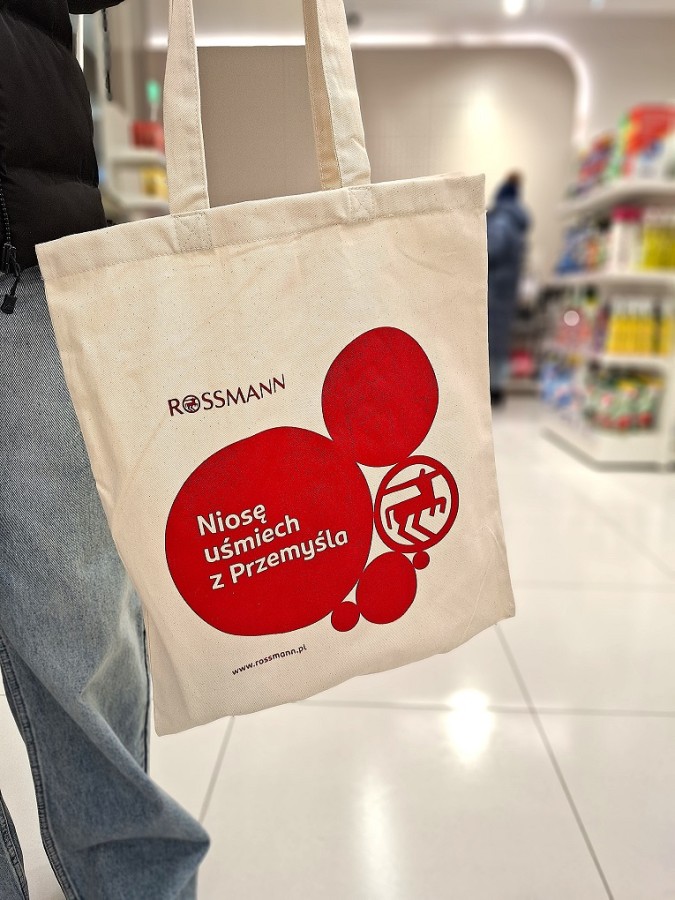 ROSSMANN
Niosę
uśmiech
z Przemyśla
www.rossmann.pl